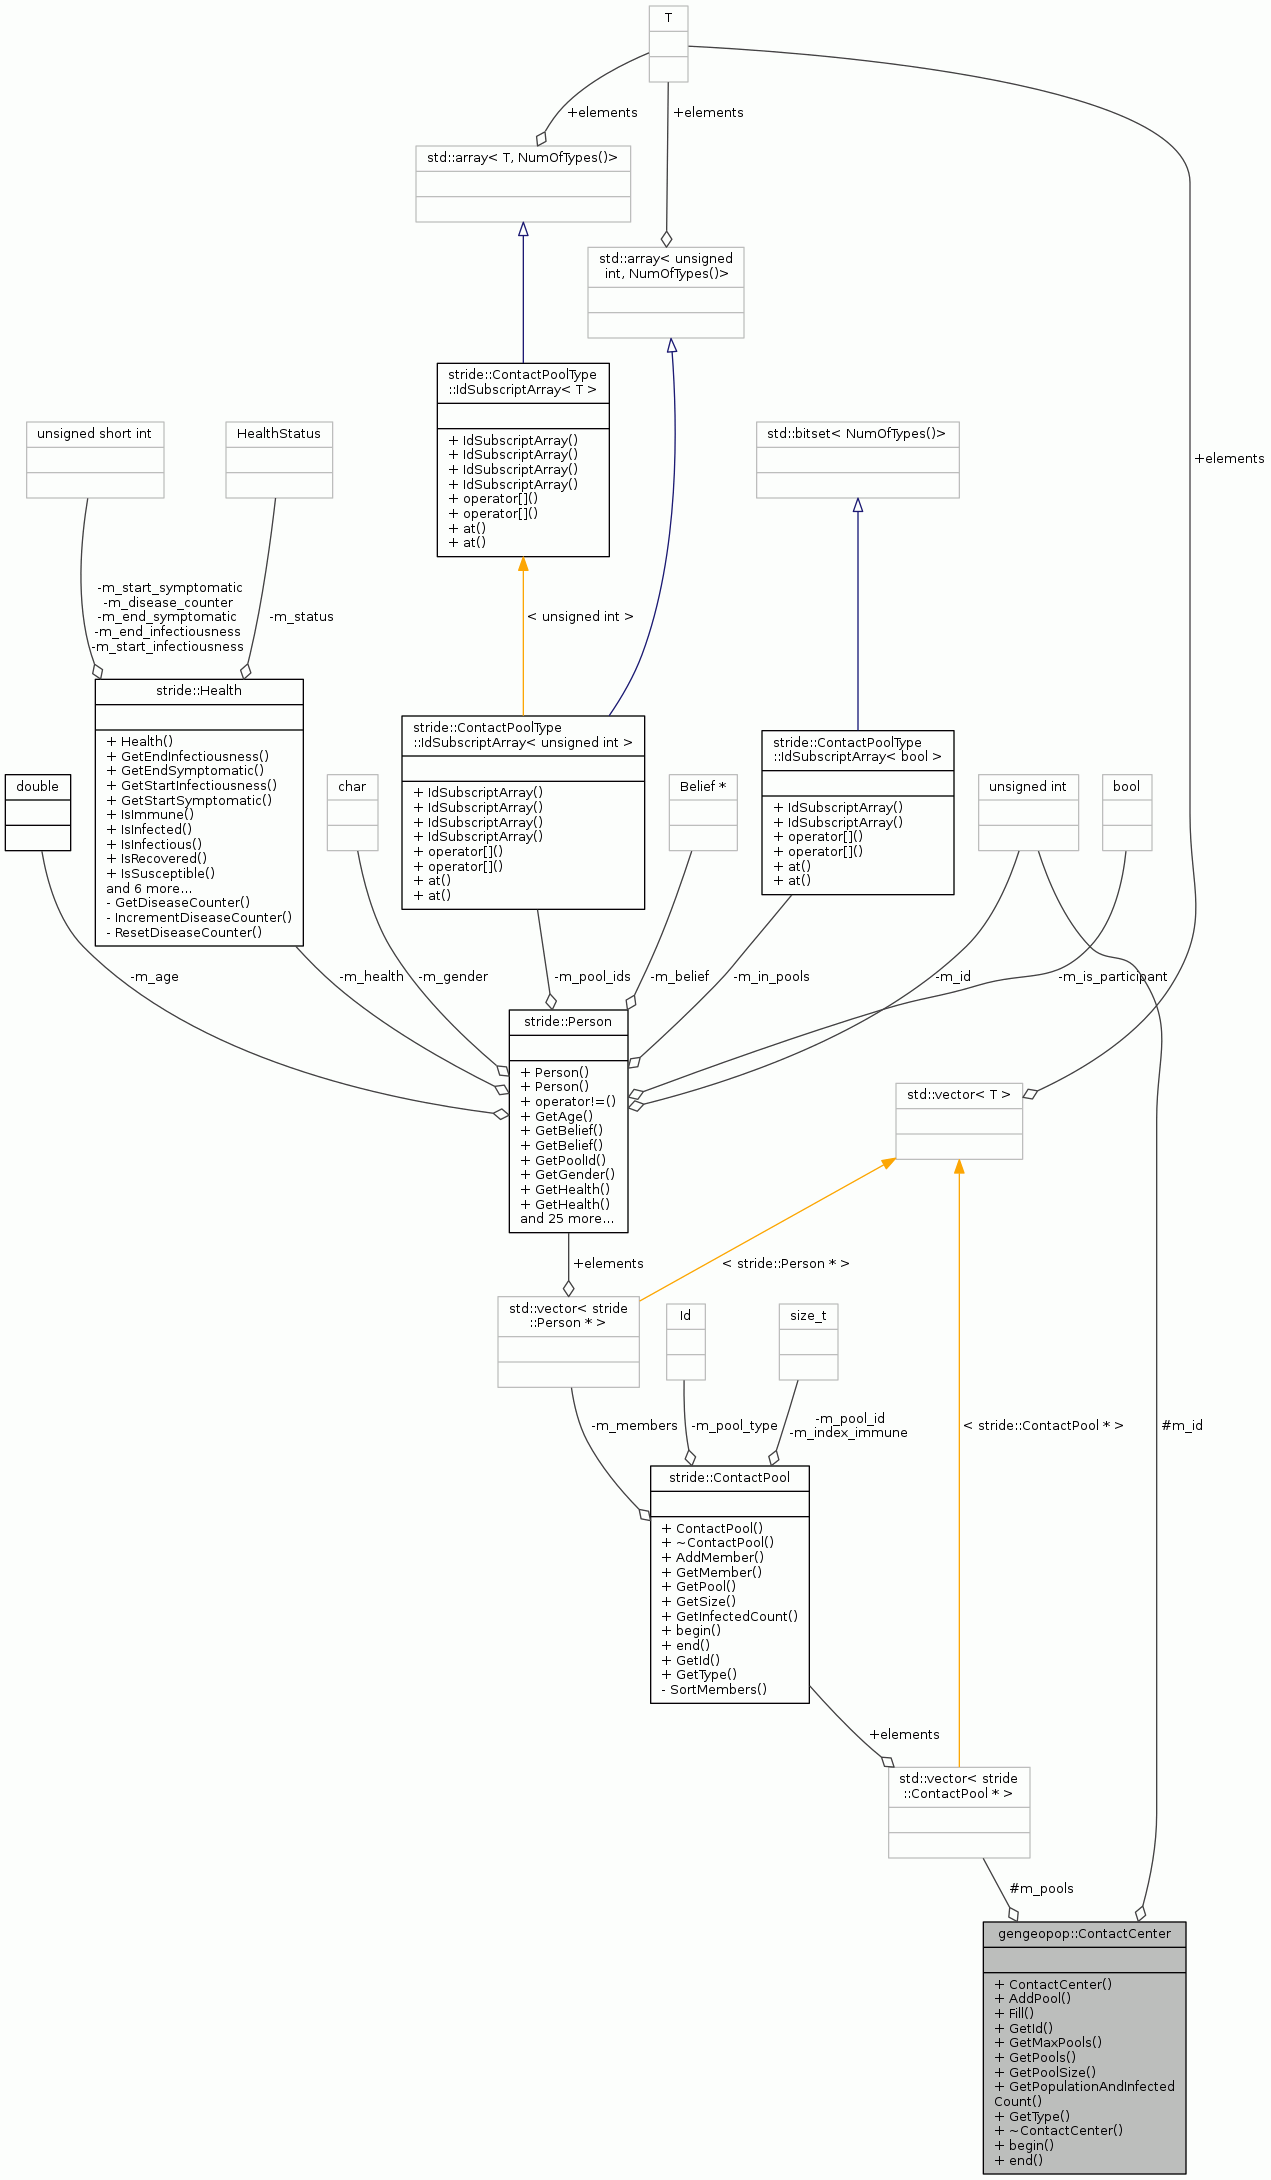 T
+elements
+elements
std::array< T, NumOfTypes()>
std::array< unsigned
int, NumOfTypes()>
stride::ContactPoolType
::IdSubscriptArray< T >
+ IdSubscriptArray()
+ IdSubscriptArray()
+ IdSubscriptArray()
+ IdSubscriptArray()
+ operator[]()
+ operator[]()
+ at()
+ at()
unsigned short int
HealthStatus
std::bitset< NumOfTypes()>
+elements
-m_start_symptomatic
-m_disease_counter
-m_end_symptomatic
-m_end_infectiousness
-m_start_infectiousness
-m_status
< unsigned int >
stride::Health
+ Health()
+ GetEndInfectiousness()
+ GetEndSymptomatic()
+ GetStartInfectiousness()
+ GetStartSymptomatic()
+ IsImmune()
+ IsInfected()
+ IsInfectious()
+ IsRecovered()
+ IsSusceptible()
and 6 more...
- GetDiseaseCounter()
- IncrementDiseaseCounter()
- ResetDiseaseCounter()
stride::ContactPoolType
::IdSubscriptArray< unsigned int >
+ IdSubscriptArray()
+ IdSubscriptArray()
+ IdSubscriptArray()
+ IdSubscriptArray()
+ operator[]()
+ operator[]()
+ at()
+ at()
stride::ContactPoolType
::IdSubscriptArray< bool >
+ IdSubscriptArray()
+ IdSubscriptArray()
+ operator[]()
+ operator[]()
+ at()
+ at()
double
char
Belief *
unsigned int
bool
-m_age
-m_health
-m_gender
-m_pool_ids
-m_belief
-m_in_pools
-m_id
-m_is_participant
stride::Person
+ Person()
+ Person()
+ operator!=()
+ GetAge()
+ GetBelief()
+ GetBelief()
+ GetPoolId()
+ GetGender()
+ GetHealth()
+ GetHealth()
and 25 more...
std::vector< T >
+elements
< stride::Person * >
std::vector< stride
::Person * >
Id
size_t
-m_members
-m_pool_type
-m_pool_id
-m_index_immune
< stride::ContactPool * >
#m_id
stride::ContactPool
+ ContactPool()
+ ~ContactPool()
+ AddMember()
+ GetMember()
+ GetPool()
+ GetSize()
+ GetInfectedCount()
+ begin()
+ end()
+ GetId()
+ GetType()
- SortMembers()
+elements
std::vector< stride
::ContactPool * >
#m_pools
gengeopop::ContactCenter
+ ContactCenter()
+ AddPool()
+ Fill()
+ GetId()
+ GetMaxPools()
+ GetPools()
+ GetPoolSize()
+ GetPopulationAndInfected
Count()
+ GetType()
+ ~ContactCenter()
+ begin()
+ end()